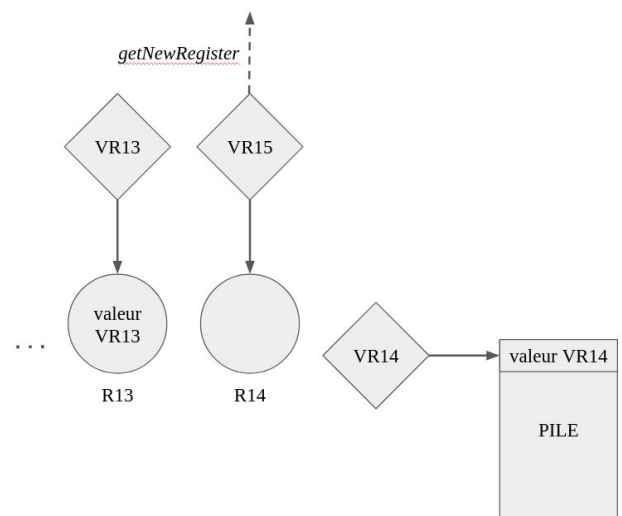 getNewRegister
VR13
VR15
valeur
VR13
...
R13
R14
VR14
valeur VR14
PILE